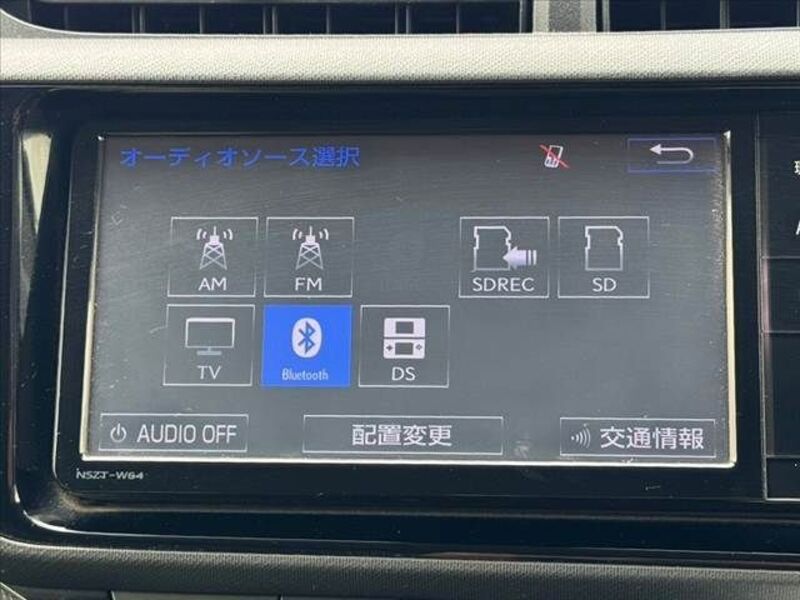 オーディオソース選択
AM
FM
SDREC
SD
TV
Bluetooth
DS
AUDIO OFF
配置変更
交通情報
NSZT-W64